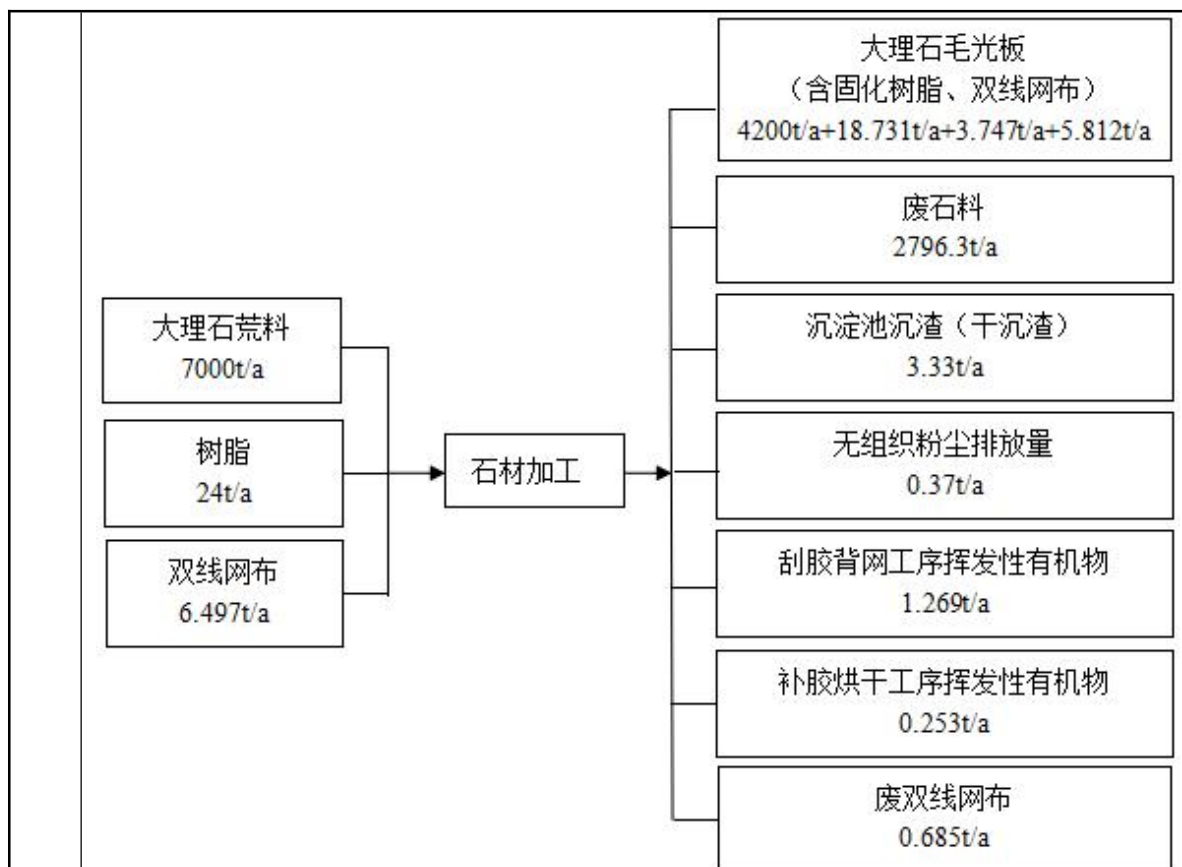 大理石荒料
7000t/a
树脂
24t/a
双线网布
6.497t/a
石材加工
大理石毛光板
（含固化树脂、双线网布）
4200t/a+18.731t/a+3.747t/a+5.812t/a
废石料
2796.3t/a
沉淀池沉渣（干沉渣）
3.33t/a
无组织粉尘排放量
0.37t/a
刮胶背网工序挥发性有机物
1.269t/a
补胶烘干工序挥发性有机物
0.253t/a
废双线网布
0.685t/a